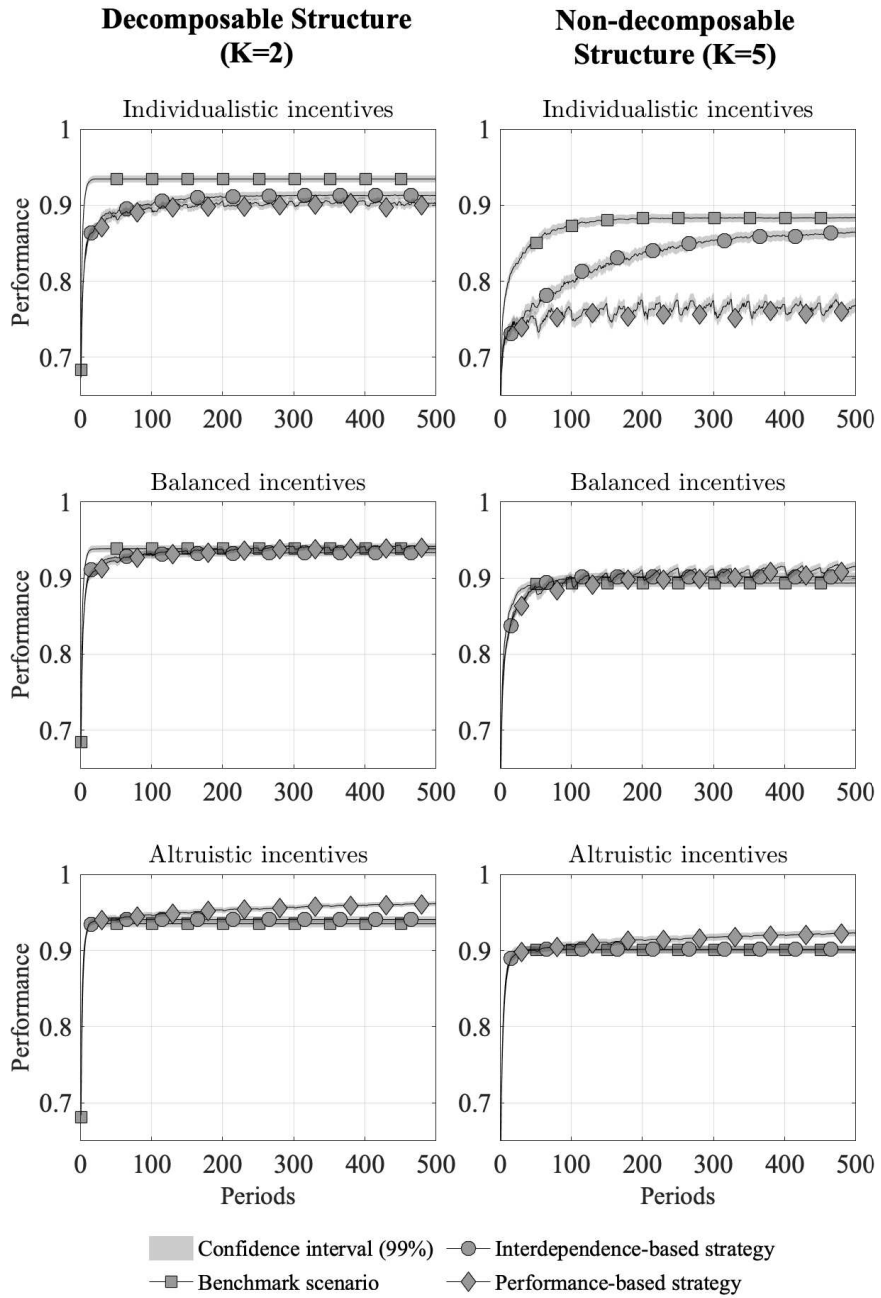 Decomposable Structure
(K=2)
Non-decomposable
Structure (K=5)
Individualistic incentives
Individualistic incentives
Performance
1
0.9
0.8
0.7
0 100 200 300 400 500
1
0.9
0.8
0.7
0 100 200 300 400 500
Balanced incentives
Balanced incentives
Performance
1
0.9
0.8
0.7
0 100 200 300 400 500
1
0.9
0.8
0.7
0 100 200 300 400 500
Altruistic incentives
Altruistic incentives
Performance
1
0.9
0.8
0.7
0 100 200 300 400 500
Periods
1
0.9
0.8
0.7
0 100 200 300 400 500
Periods
Confidence interval (99%)
Interdependence-based strategy
Benchmark scenario
Performance-based strategy